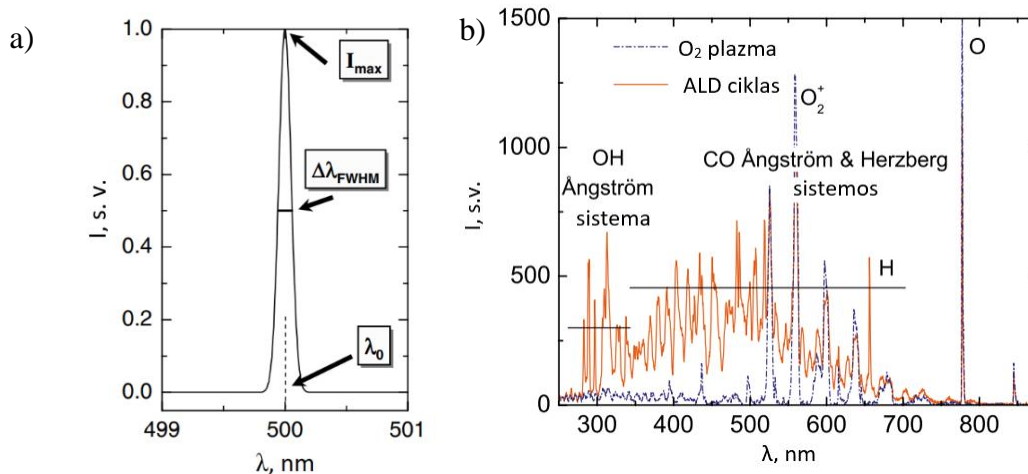 a)
I, s. v.
1.0
0.8
0.6
0.4
0.2
0.0
I_max
Δλ_FWHM
λ₀
499
500
501
λ, nm
b)
I, s.v.
1500
1000
500
0
O₂ plazma
ALD ciklas
O₂⁺
O
OH
Ångström
sistema
CO Ångström & Herzberg
sistemos
H
300
400
500
600
700
800
λ, nm